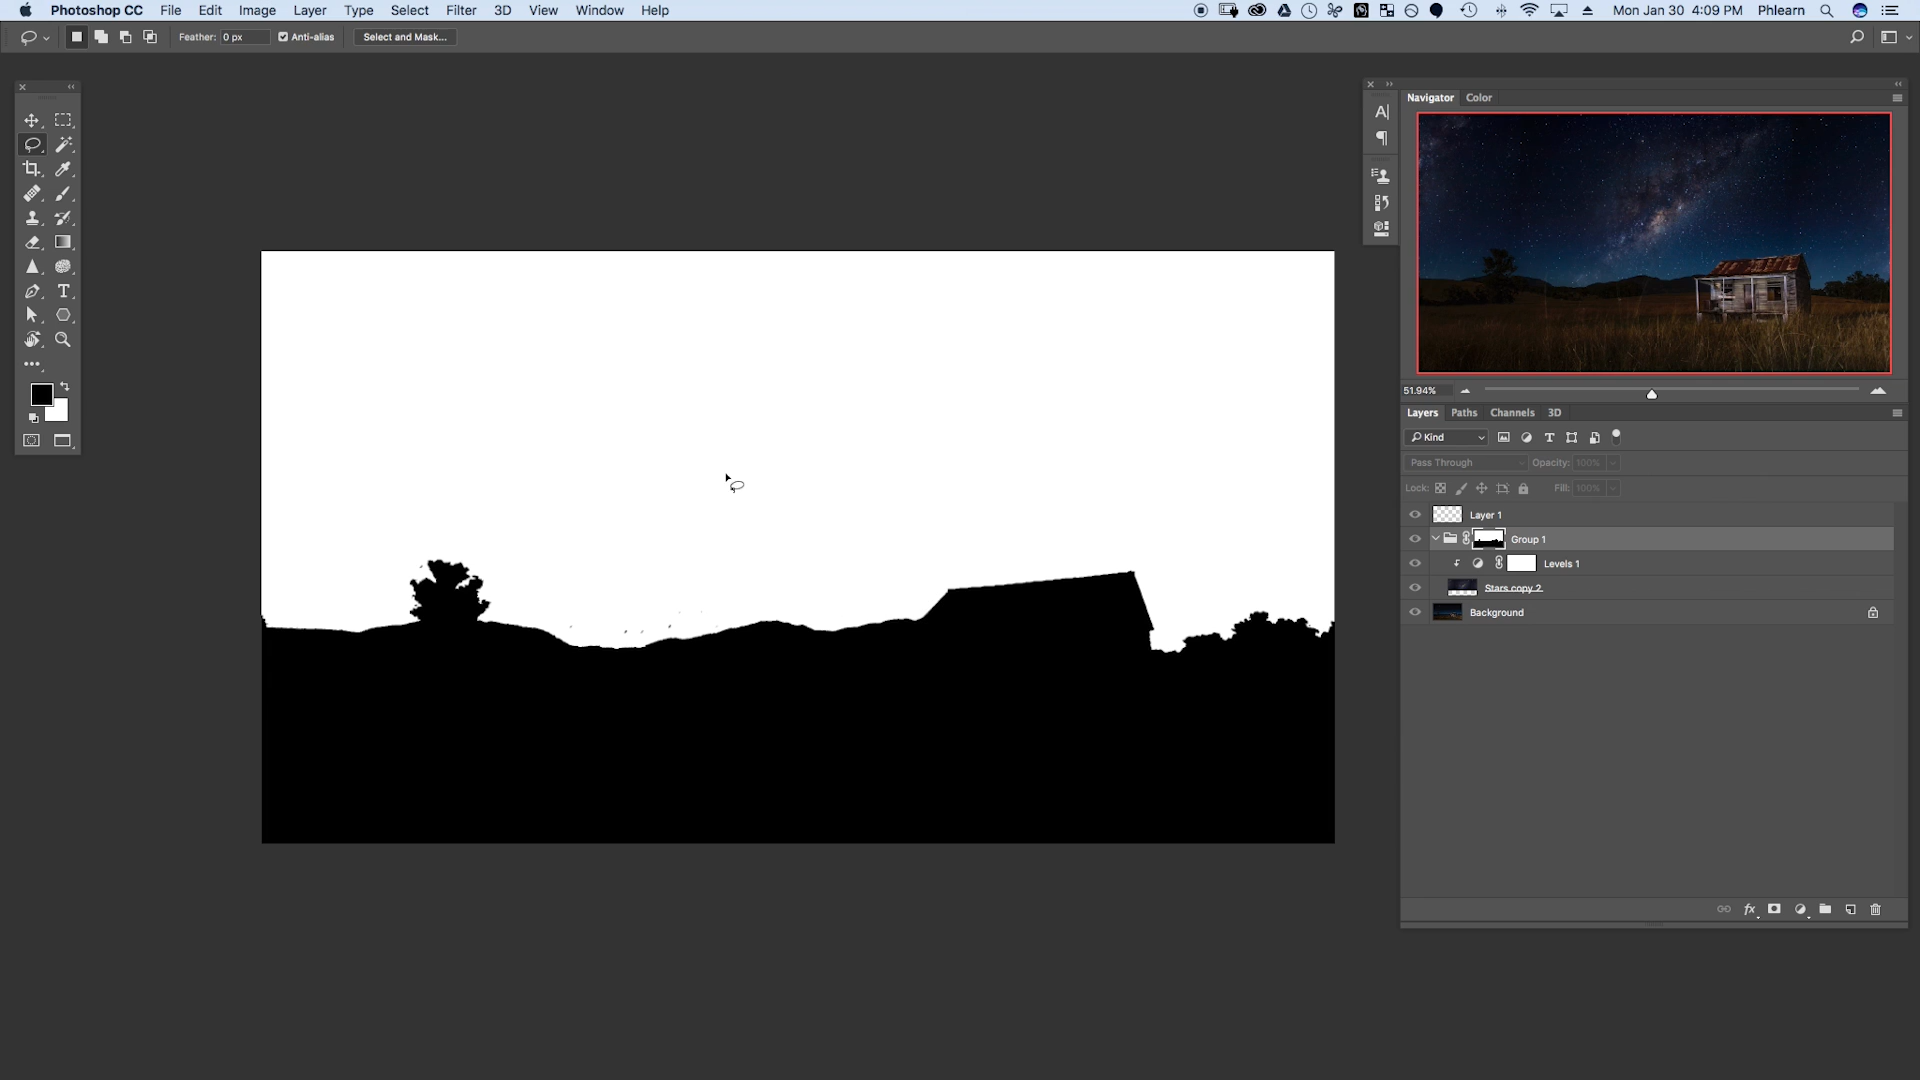 Photoshop CC File Edit Image Layer Type Select Filter 3D View Window Help Mon Jan 30 4:09 PM Phlearn
Feather: 0 px Anti-alias Select and Mask...
Navigator Color
51.94%
Layers Paths Channels 3D
Kind
Pass Through Opacity: 100%
Lock: Fill: 100%
Layer 1
Group 1
Levels 1
Stars copy 2
Background